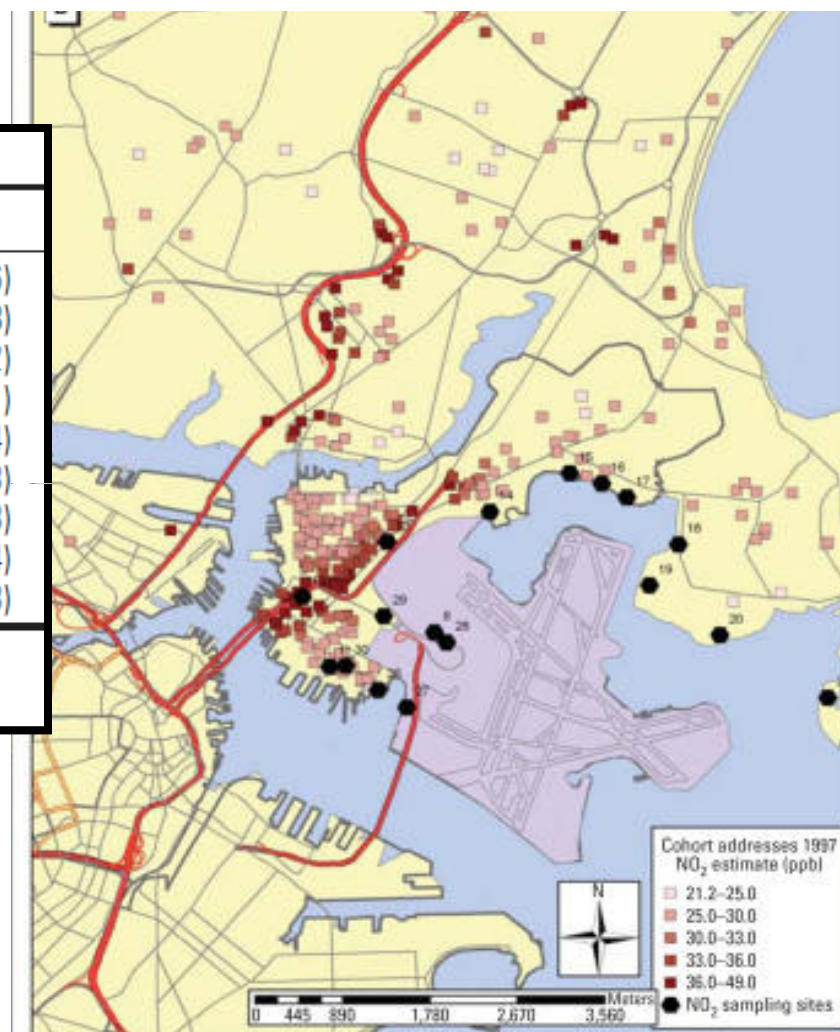 14
15
16
17
18
19
20
29
6
28
27
Cohort addresses 1997
NO₂ estimate (ppb)
21.2–25.0
25.0–30.0
30.0–33.0
33.0–36.0
36.0–49.0
NO₂ sampling sites
N
Meters
0 445 890 1,780 2,670 3,560